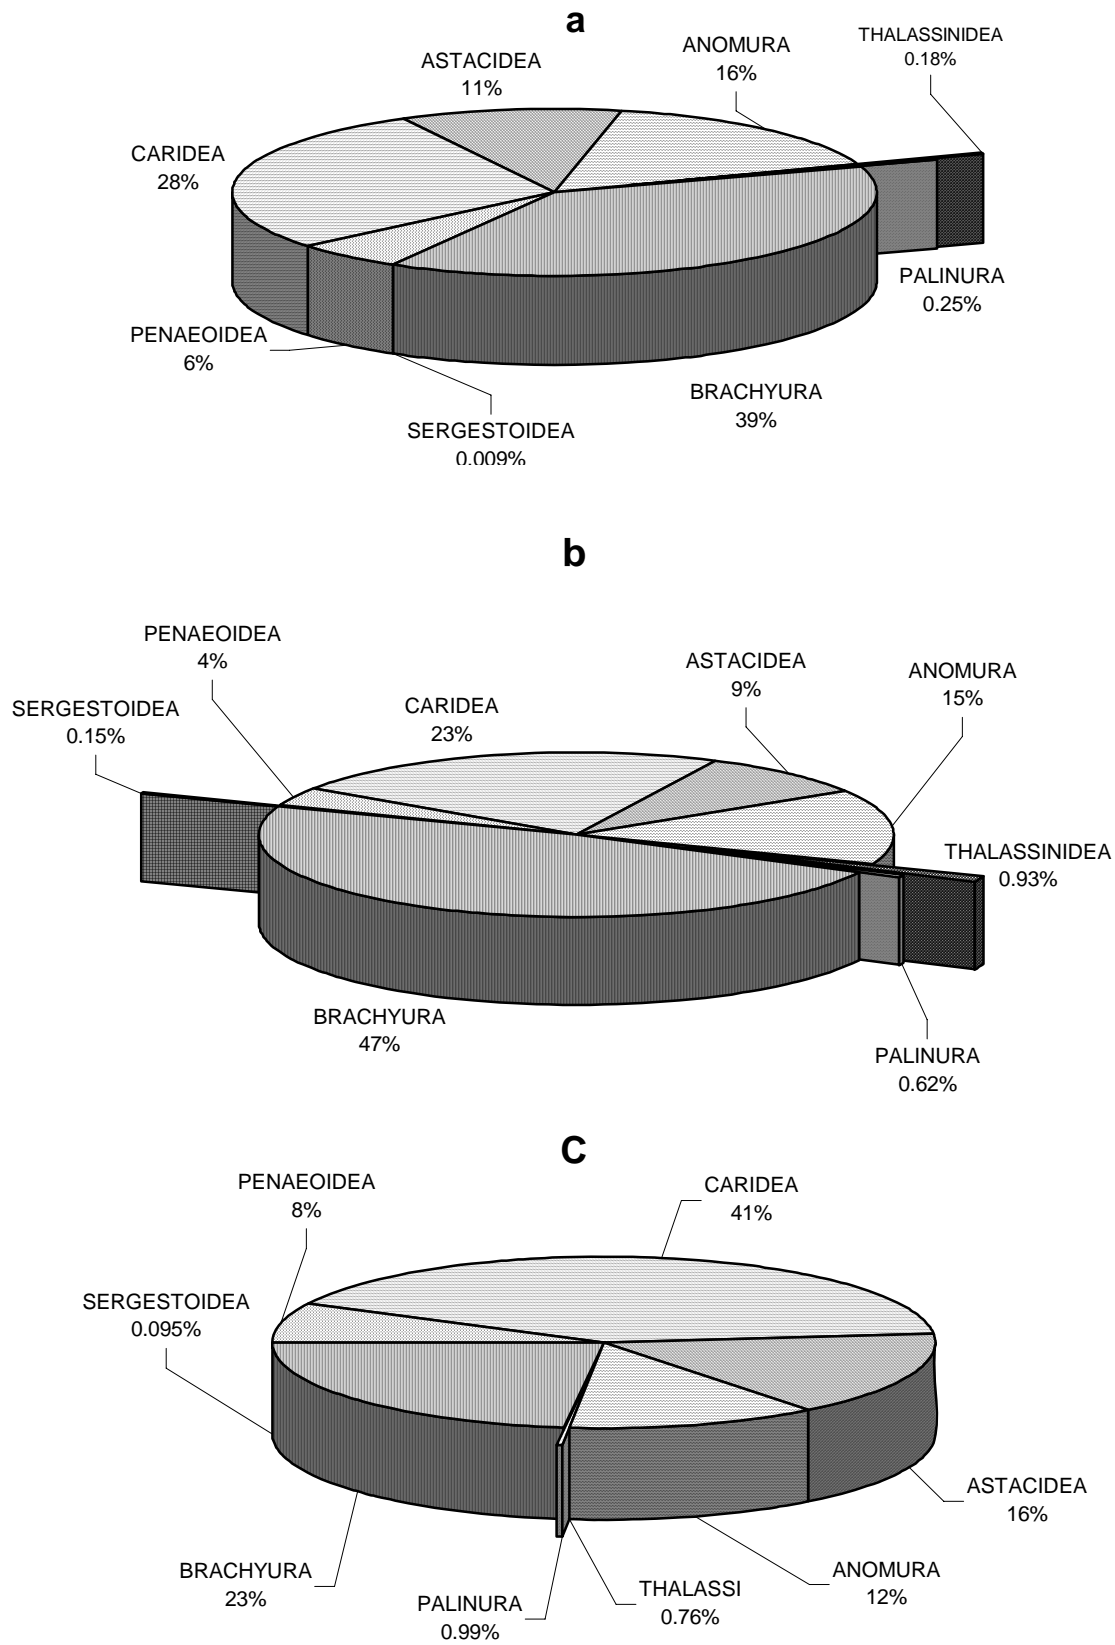 a
THALASSINIDEA
0.18%
ANOMURA
16%
ASTACIDEA
11%
CARIDEA
28%
PALINURA
0.25%
PENAEOIDEA
6%
BRACHYURA
39%
SERGESTOIDEA
0.009%
b
PENAEOIDEA
4%
ASTACIDEA
9%
ANOMURA
15%
SERGESTOIDEA
0.15%
CARIDEA
23%
THALASSINIDEA
0.93%
BRACHYURA
47%
PALINURA
0.62%
C
PENAEOIDEA
8%
CARIDEA
41%
SERGESTOIDEA
0.095%
ASTACIDEA
16%
BRACHYURA
23%
ANOMURA
12%
THALASSI
0.76%
PALINURA
0.99%